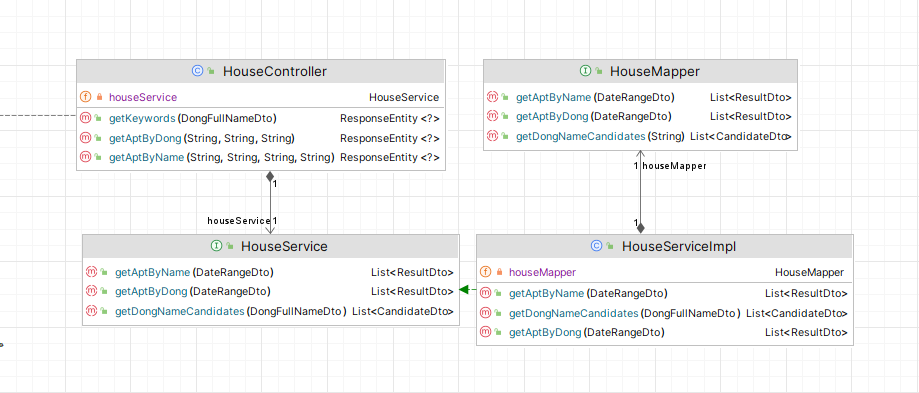 HouseController
houseService HouseService
getKeywords(DongFullNameDto) ResponseEntity <?>
getAptByDong(String, String, String) ResponseEntity <?>
getAptByName(String, String, String, String) ResponseEntity <?>
HouseMapper
getAptByName(DateRangeDto) List<ResultDto>
getAptByDong(DateRangeDto) List<ResultDto>
getDongNameCandidates(String) List<CandidateDto>
1
houseService 1
1 houseMapper
1
HouseService
getAptByName(DateRangeDto) List<ResultDto>
getAptByDong(DateRangeDto) List<ResultDto>
getDongNameCandidates(DongFullNameDto) List<CandidateDto>
HouseServiceImpl
houseMapper HouseMapper
getAptByName(DateRangeDto) List<ResultDto>
getDongNameCandidates(DongFullNameDto) List<CandidateDto>
getAptByDong(DateRangeDto) List<ResultDto>